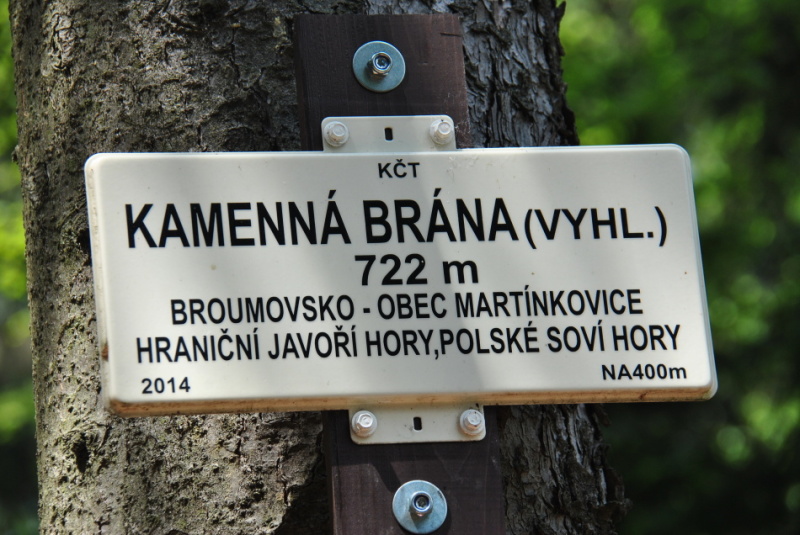 KČT
KAMENNÁ BRÁNA (VYHL.)
722 m
BROUMOVSKO - OBEC MARTÍNKOVICE
HRANIČNÍ JAVOŘÍ HORY,POLSKÉ SOVÍ HORY
2014 NA400m